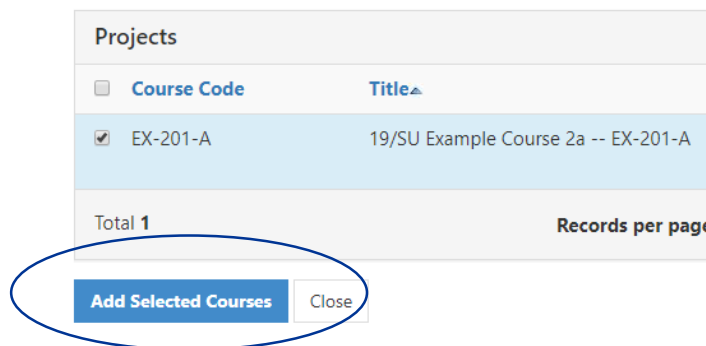 Projects
Course Code Title
EX-201-A 19/SU Example Course 2a -- EX-201-A
Total 1 Records per page
Add Selected Courses Close